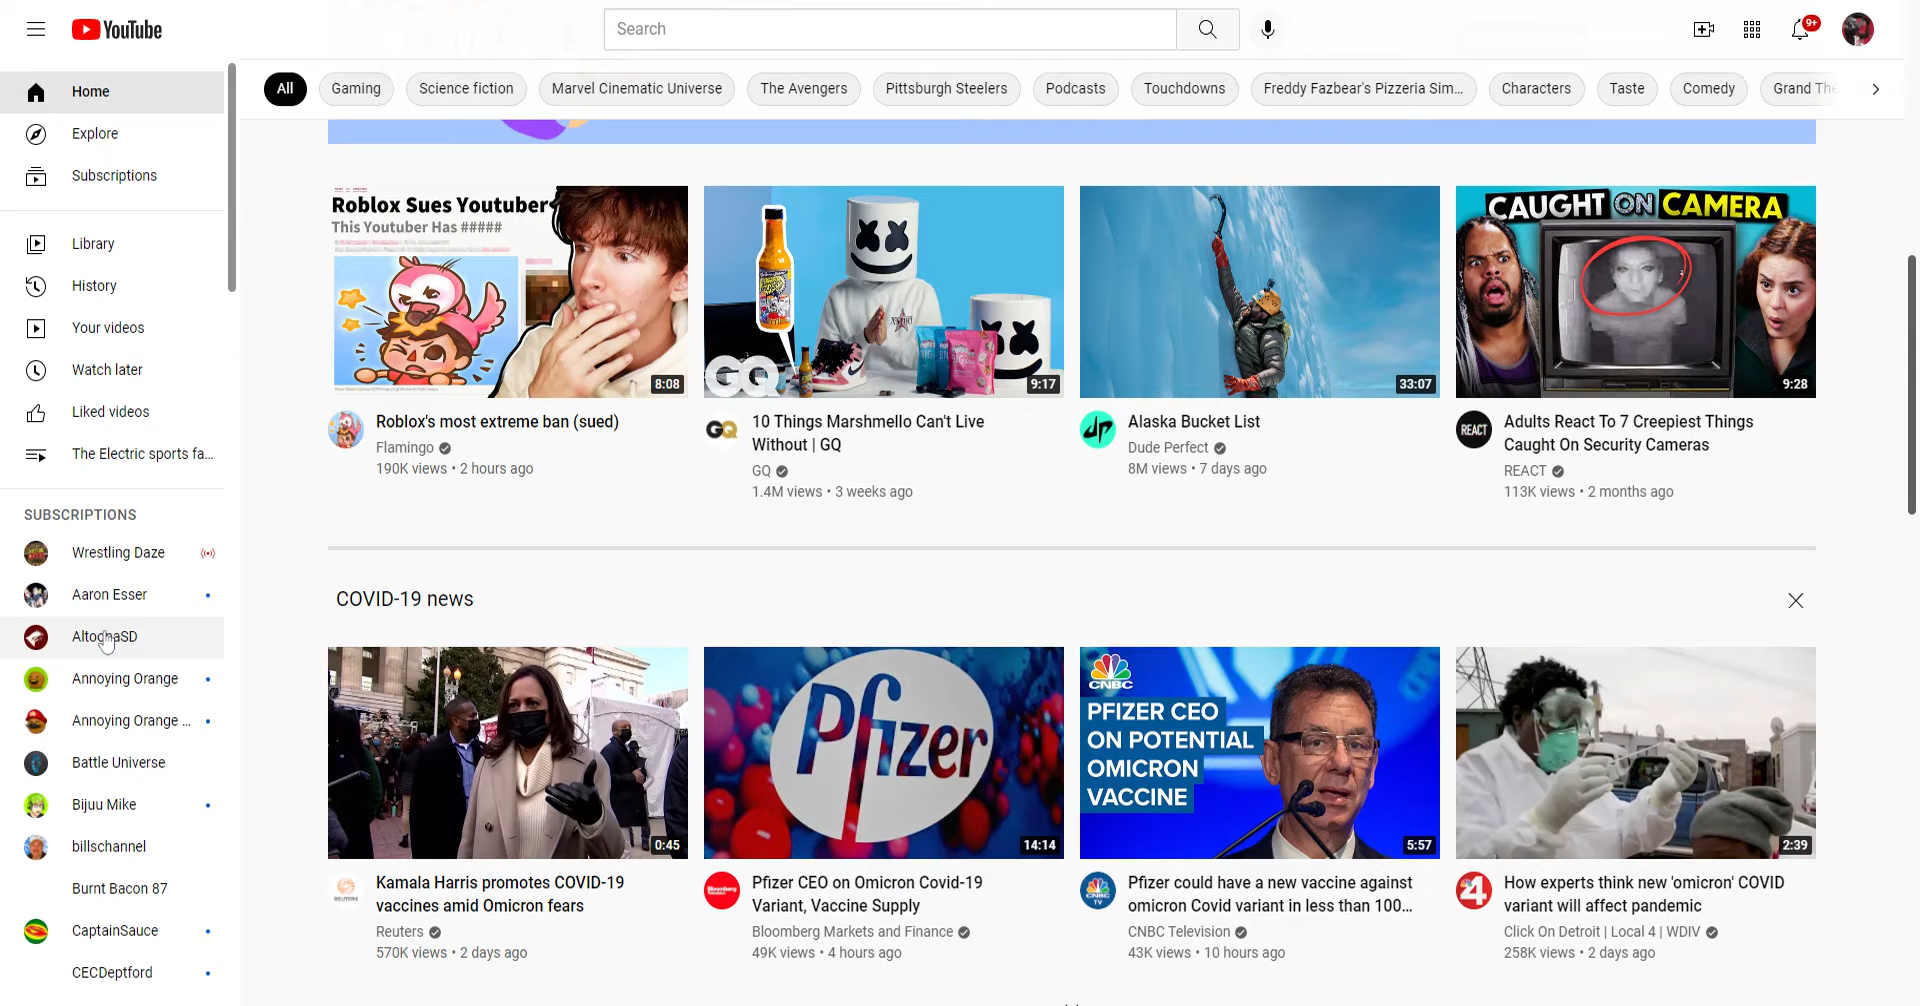 YouTube
Search
9+
Home
Explore
Subscriptions
Library
History
Your videos
Watch later
Liked videos
The Electric sports fa...
SUBSCRIPTIONS
Wrestling Daze
Aaron Esser
Annoying Orange
Annoying Orange ...
Battle Universe
Bijuu Mike
billschannel
Burnt Bacon 87
CaptainSauce
CECDeptford
All
Gaming
Science fiction
Marvel Cinematic Universe
The Avengers
Pittsburgh Steelers
Podcasts
Touchdowns
Freddy Fazbear's Pizzeria Sim...
Characters
Taste
Comedy
Grand The
Roblox Sues Youtuber
This Youtuber Has #####
8:08
Roblox's most extreme ban (sued)
Flamingo
190K views • 2 hours ago
GQ
9:17
GQ
10 Things Marshmello Can't Live
Without | GQ
GQ
1.4M views • 3 weeks ago
33:07
dp
Alaska Bucket List
Dude Perfect
8M views • 7 days ago
CAUGHT ON CAMERA
9:28
REACT
Adults React To 7 Creepiest Things
Caught On Security Cameras
REACT
113K views • 2 months ago
COVID-19 news
0:45
REUTERS
Kamala Harris promotes COVID-19
vaccines amid Omicron fears
Reuters
570K views • 2 days ago
Pfizer
14:14
Bloomberg
Pfizer CEO on Omicron Covid-19
Variant, Vaccine Supply
Bloomberg Markets and Finance
49K views • 4 hours ago
CNBC
PFIZER CEO
ON POTENTIAL
OMICRON
VACCINE
5:57
CNBC
TV
Pfizer could have a new vaccine against
omicron Covid variant in less than 100...
CNBC Television
43K views • 10 hours ago
2:39
4
How experts think new 'omicron' COVID
variant will affect pandemic
Click On Detroit | Local 4 | WDIV
258K views • 2 days ago